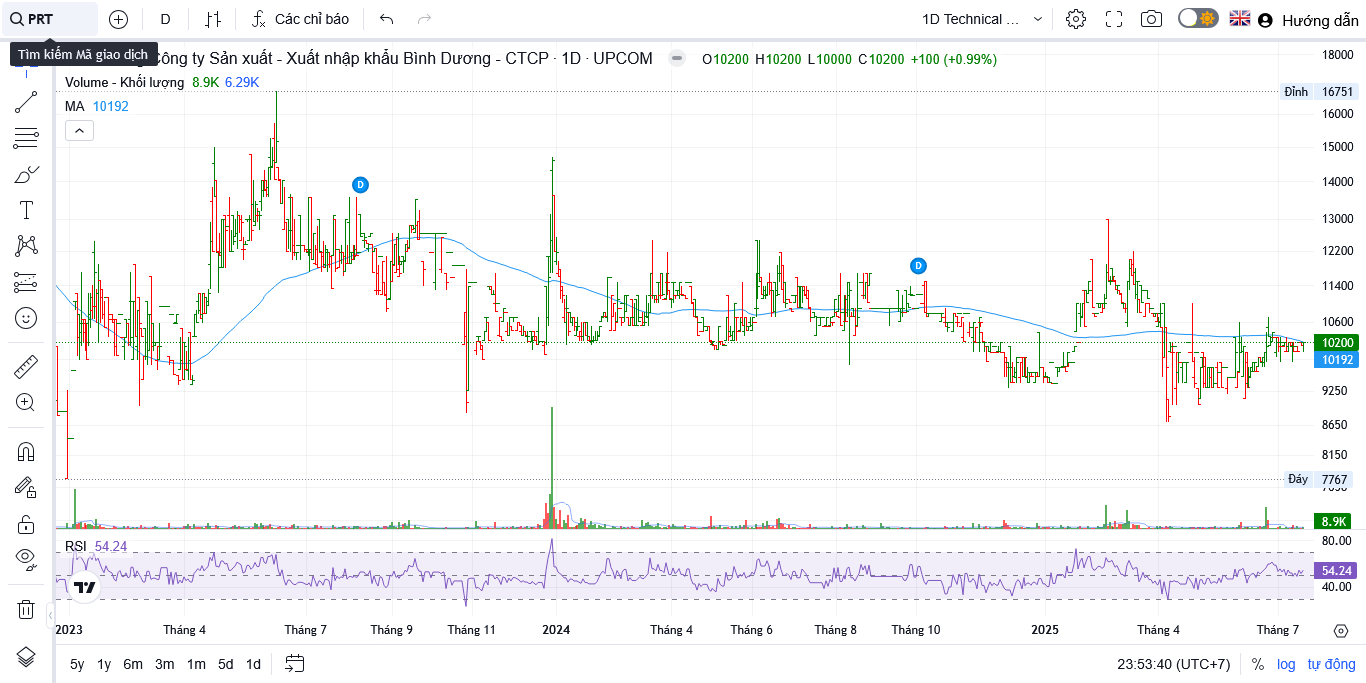 PRT
D
Các chỉ báo
1D Technical ...
Hướng dẫn
Tìm kiếm Mã giao dịch
Công ty Sản xuất - Xuất nhập khẩu Bình Dương - CTCP · 1D · UPCOM
O10200 H10200 L10000 C10200 +100 (+0.99%)
Volume - Khối lượng 8.9K 6.29K
MA 10192
18000
Đỉnh 16751
16000
15000
14000
D
13000
12200
D
11400
10600
10200
10192
9250
8650
8150
Đáy 7767
8.9K
RSI 54.24
80.00
54.24
40.00
2023 Tháng 4 Tháng 7 Tháng 9 Tháng 11 2024 Tháng 4 Tháng 6 Tháng 8 Tháng 10 2025 Tháng 4 Tháng 7
5y 1y 6m 3m 1m 5d 1d
23:53:40 (UTC+7) % log tự động